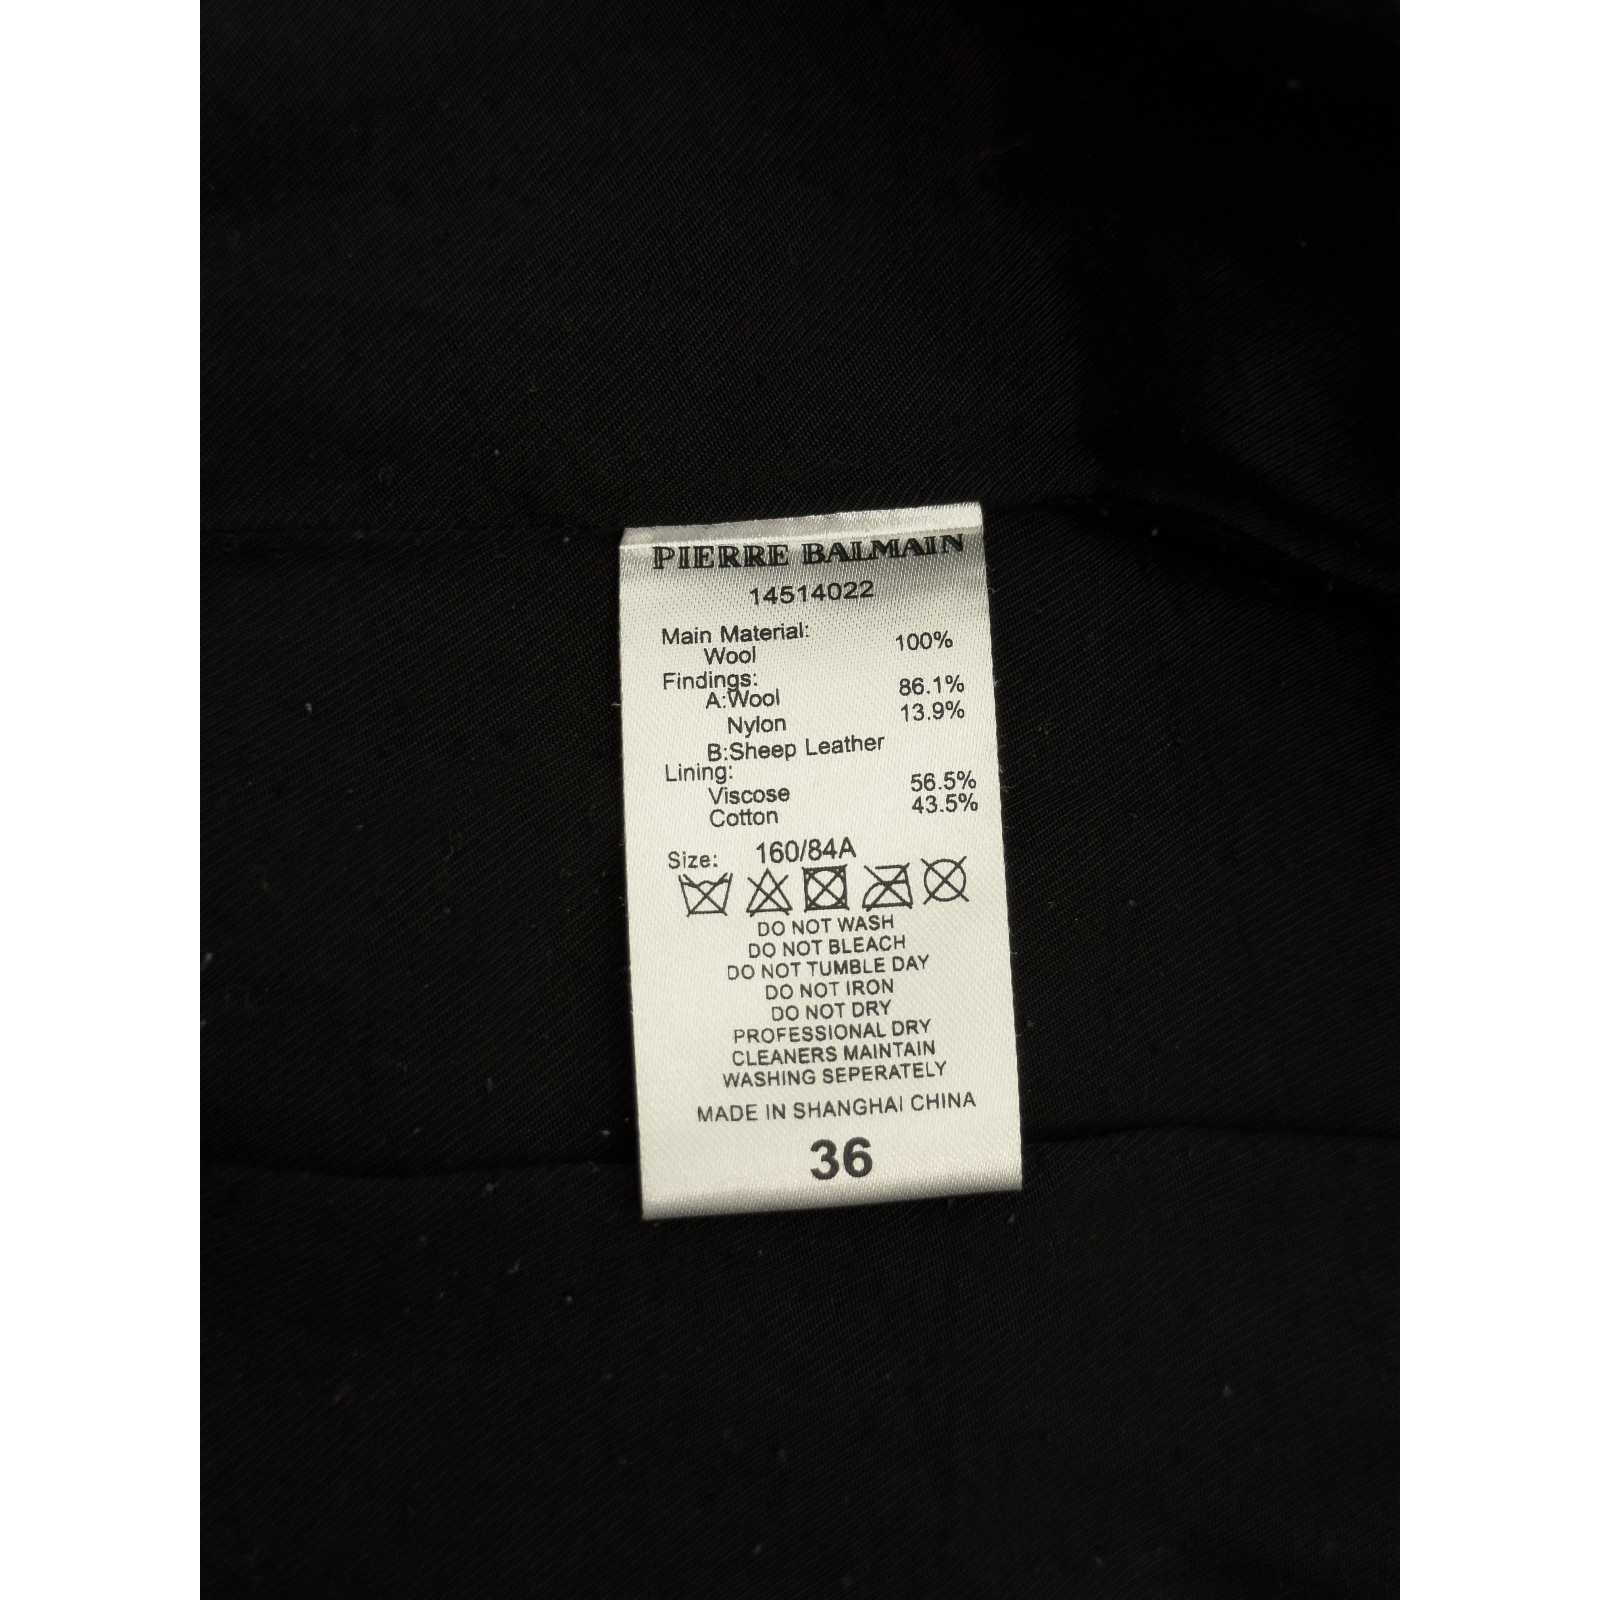 PIERRE BALMAIN
14514022
Main Material:
Wool 100%
Findings:
A:Wool 86.1%
Nylon 13.9%
B:Sheep Leather
Lining:
Viscose 56.5%
Cotton 43.5%
Size: 160/84A
DO NOT WASH
DO NOT BLEACH
DO NOT TUMBLE DAY
DO NOT IRON
DO NOT DRY
PROFESSIONAL DRY
CLEANERS MAINTAIN
WASHING SEPERATELY
MADE IN SHANGHAI CHINA
36